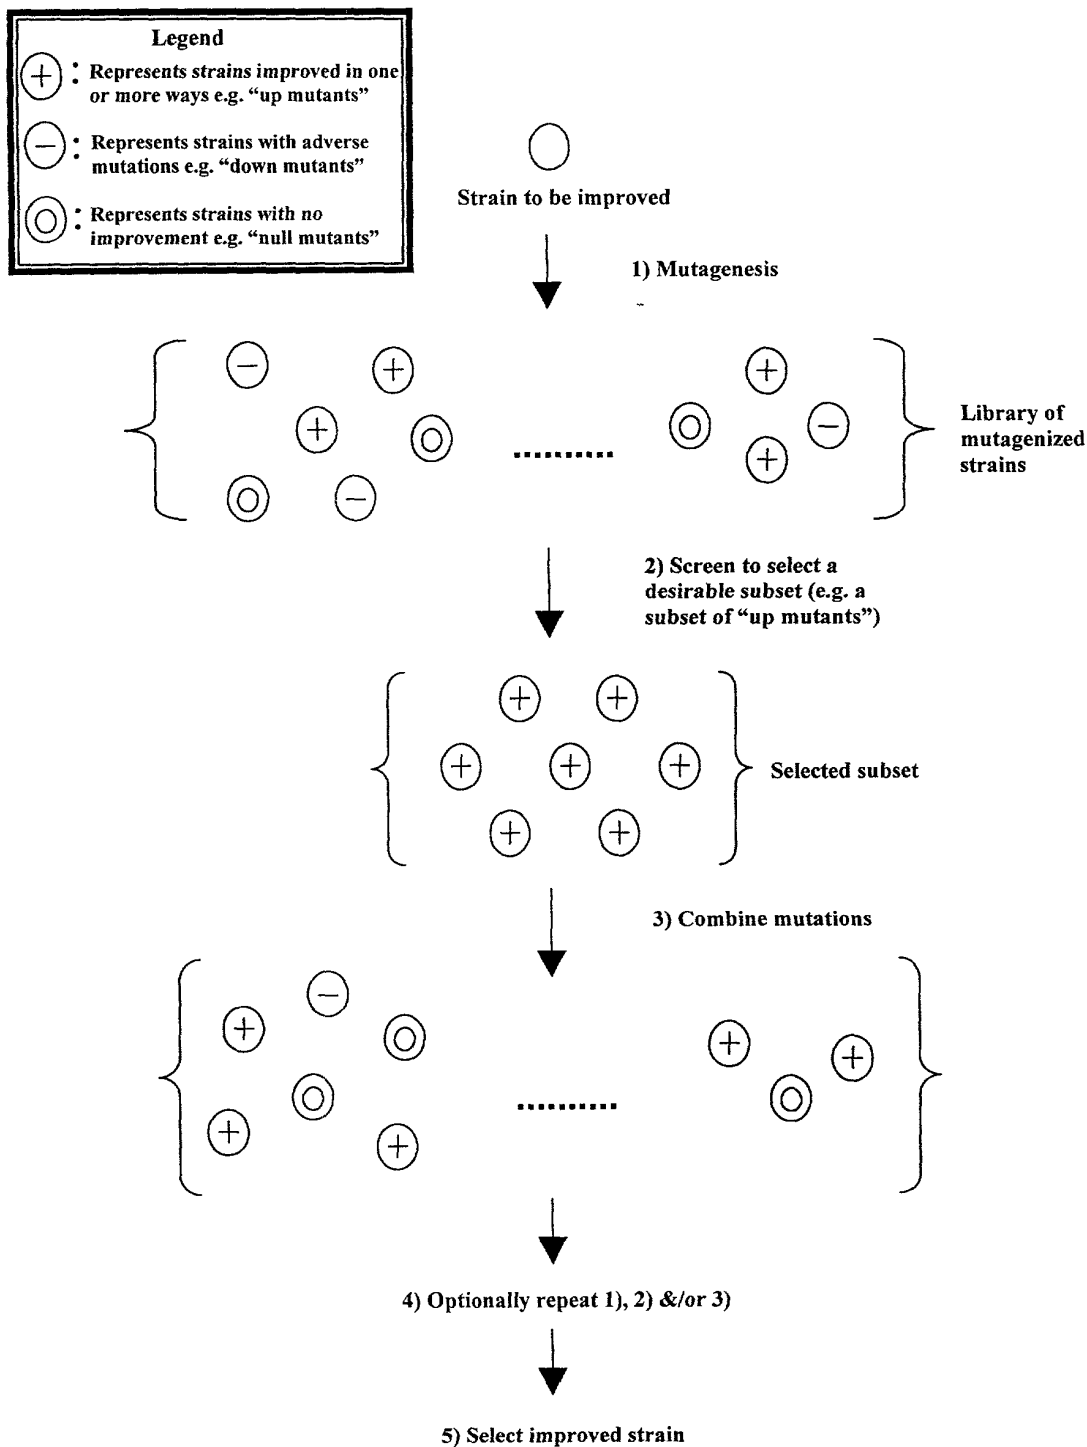 Legend
+ : Represents strains improved in one
or more ways e.g. "up mutants"
− : Represents strains with adverse
mutations e.g. "down mutants"
: Represents strains with no
improvement e.g. "null mutants"
Strain to be improved
1) Mutagenesis
Library of
mutagenized
strains
2) Screen to select a
desirable subset (e.g. a
subset of "up mutants")
Selected subset
3) Combine mutations
4) Optionally repeat 1), 2) &/or 3)
5) Select improved strain